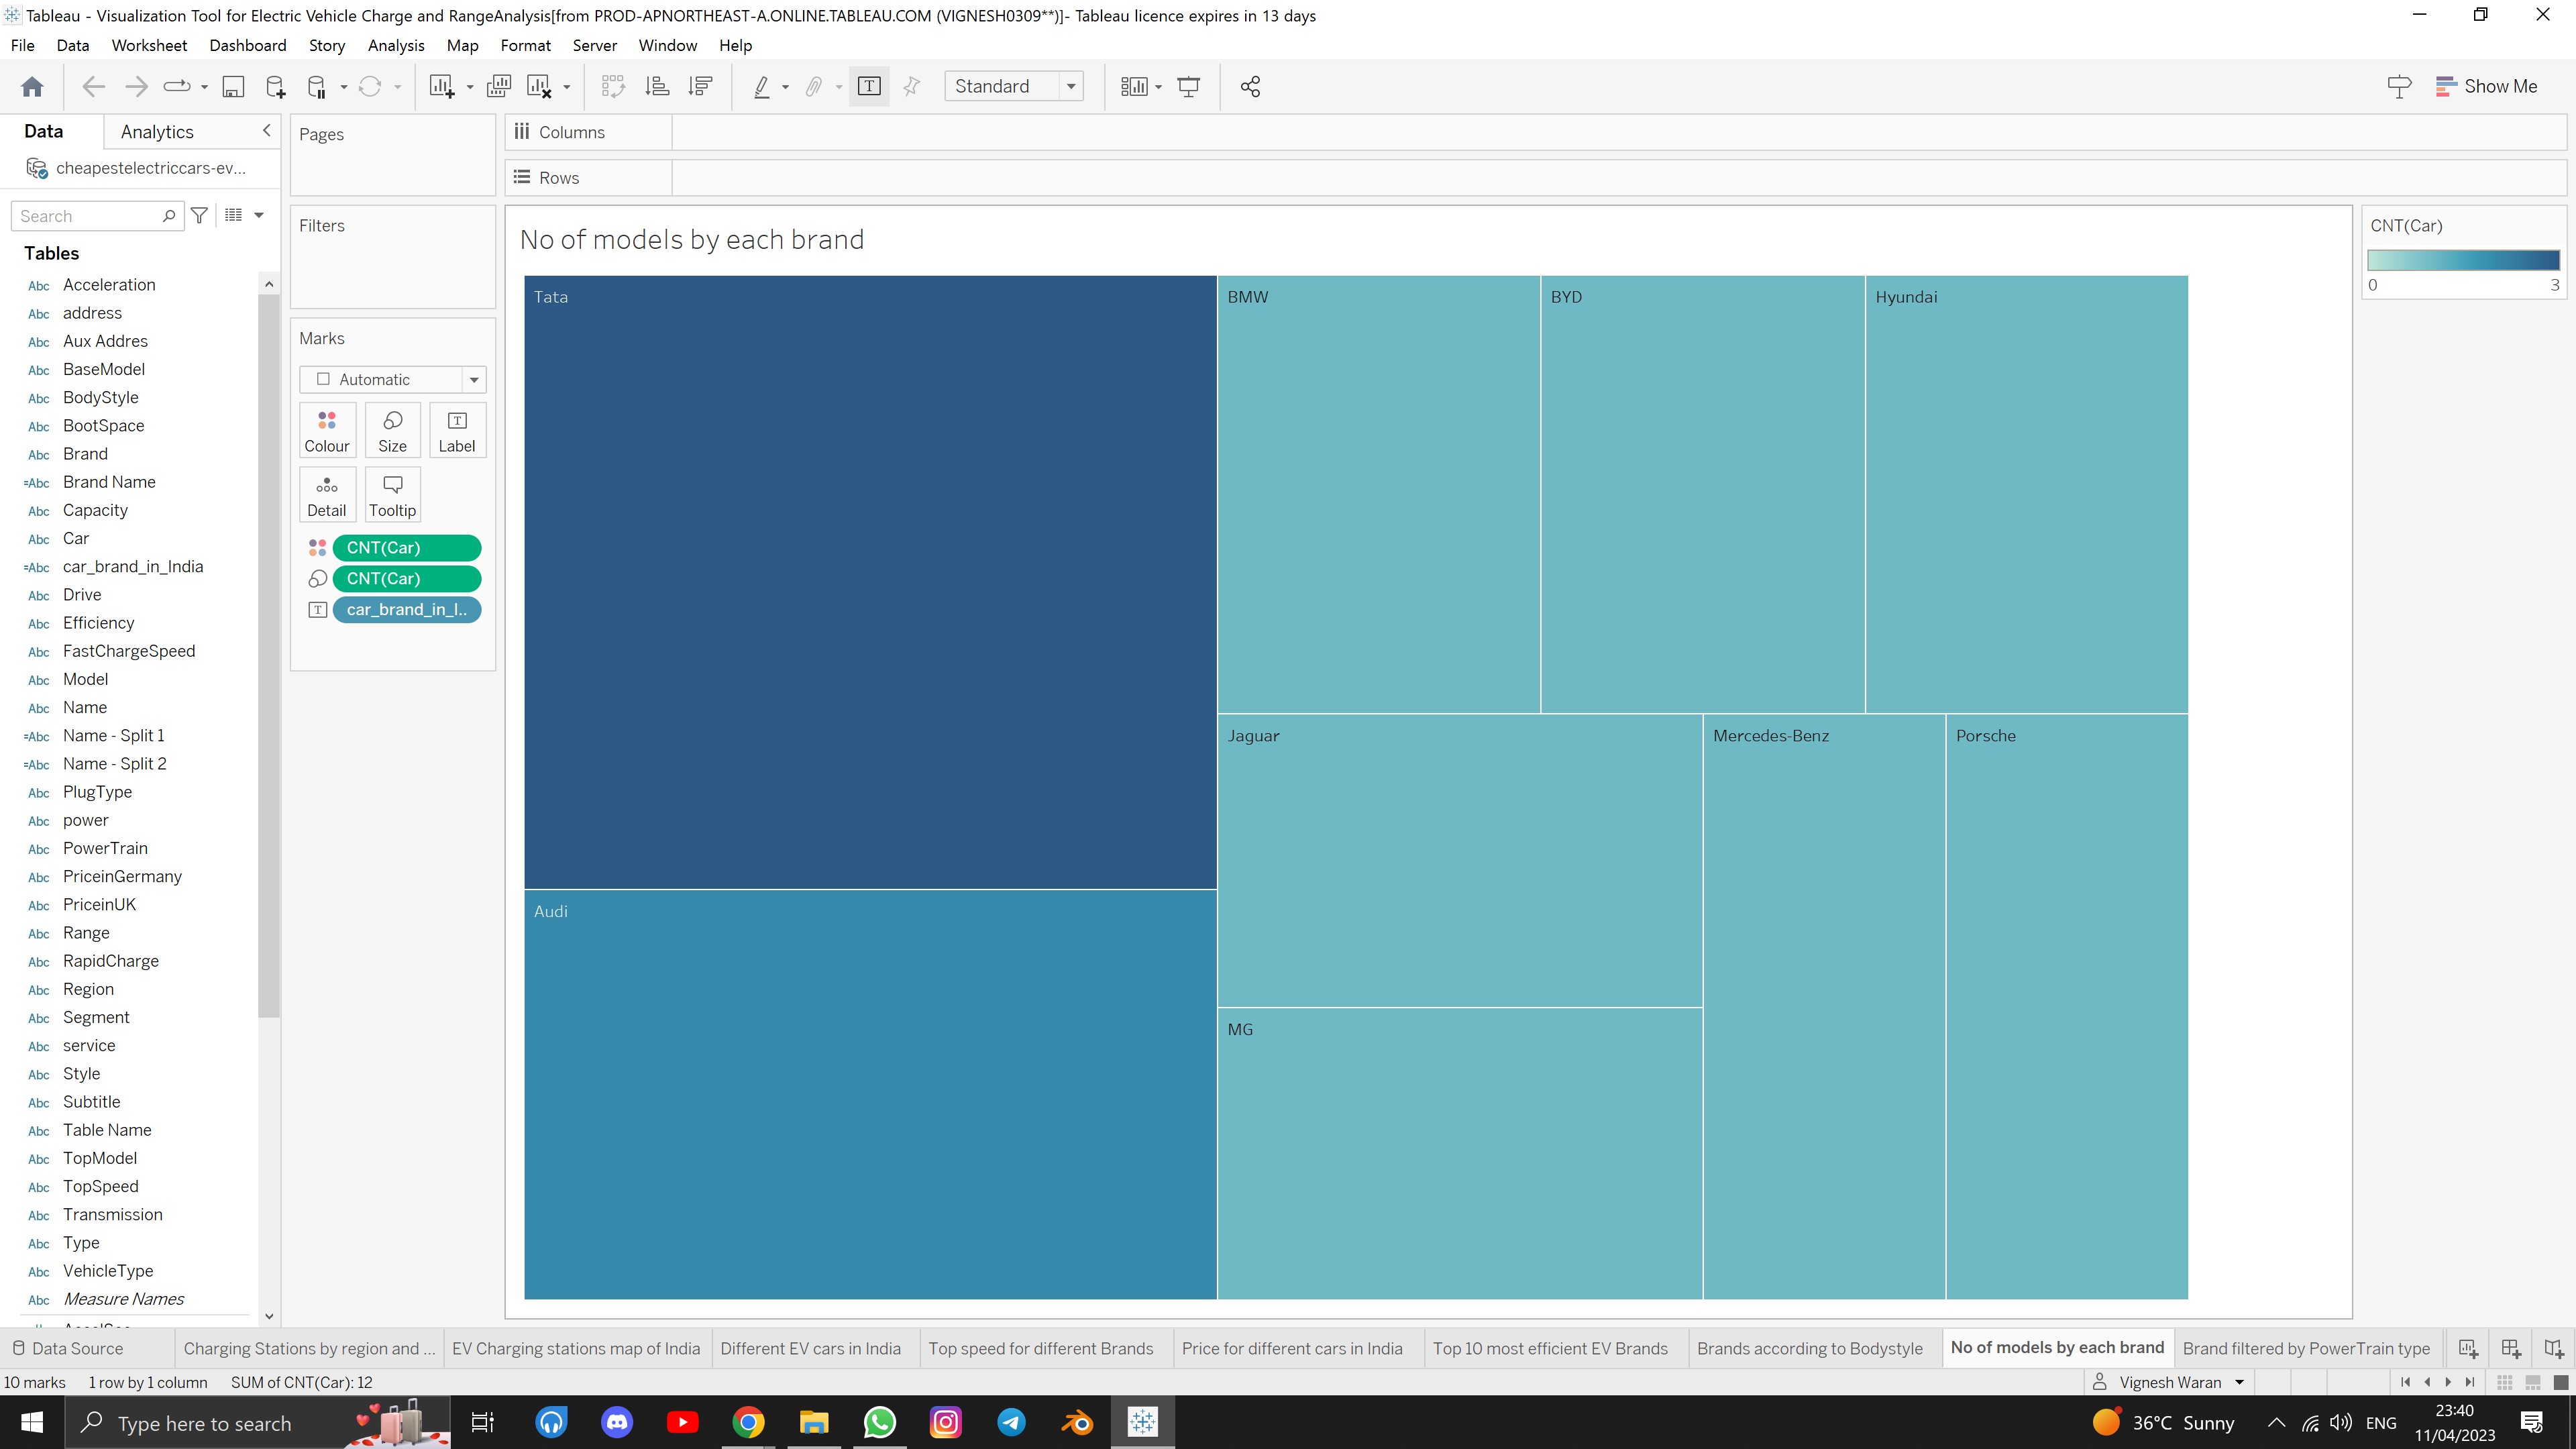 Tableau - Visualization Tool for Electric Vehicle Charge and RangeAnalysis[from PROD-APNORTHEAST-A.ONLINE.TABLEAU.COM (VIGNESH0309**)]- Tableau licence expires in 13 days
File Data Worksheet Dashboard Story Analysis Map Format Server Window Help
Standard
Show Me
Data Analytics
cheapestelectriccars-ev...
Search
Tables
Abc Acceleration
Abc address
Abc Aux Addres
Abc BaseModel
Abc BodyStyle
Abc BootSpace
Abc Brand
=Abc Brand Name
Abc Capacity
Abc Car
=Abc car_brand_in_India
Abc Drive
Abc Efficiency
Abc FastChargeSpeed
Abc Model
Abc Name
=Abc Name - Split 1
=Abc Name - Split 2
Abc PlugType
Abc power
Abc PowerTrain
Abc PriceinGermany
Abc PriceinUK
Abc Range
Abc RapidCharge
Abc Region
Abc Segment
Abc service
Abc Style
Abc Subtitle
Abc Table Name
Abc TopModel
Abc TopSpeed
Abc Transmission
Abc Type
Abc VehicleType
Abc Measure Names
Pages
Filters
Marks
Automatic
Colour Size Label
Detail Tooltip
CNT(Car)
CNT(Car)
T car_brand_in_I..
Columns
Rows
No of models by each brand
Tata
BMW
BYD
Hyundai
Jaguar
Mercedes-Benz
Porsche
Audi
MG
CNT(Car)
0 3
Data Source Charging Stations by region and ... EV Charging stations map of India Different EV cars in India Top speed for different Brands Price for different cars in India Top 10 most efficient EV Brands Brands according to Bodystyle No of models by each brand Brand filtered by PowerTrain type
10 marks 1 row by 1 column SUM of CNT(Car): 12
Vignesh Waran
Type here to search
36°C Sunny
ENG
23:40
11/04/2023